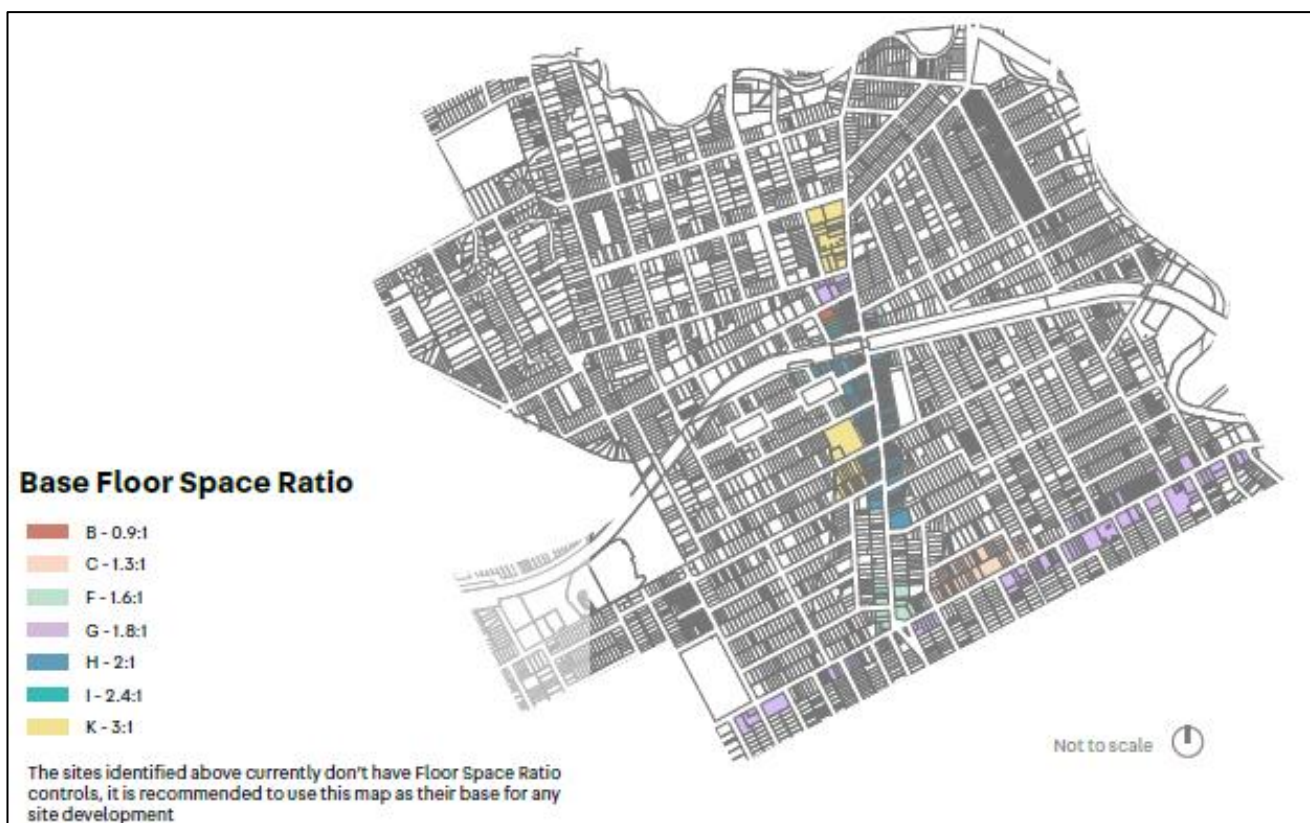 Base Floor Space Ratio
B - 0.9:1
C - 1.3:1
F - 1.6:1
G - 1.8:1
H - 2:1
I - 2.4:1
K - 3:1
The sites identified above currently don't have Floor Space Ratio
controls, it is recommended to use this map as their base for any
site development
Not to scale